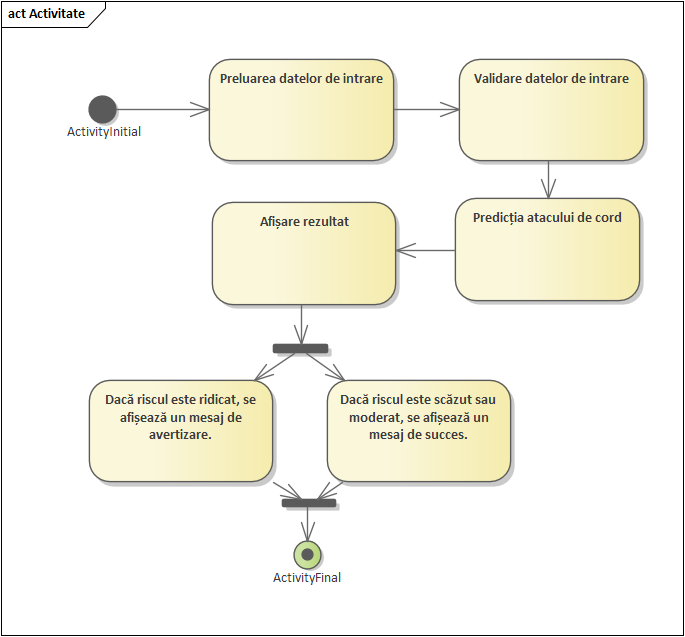 act Activitate
Preluarea datelor de intrare
Validare datelor de intrare
ActivityInitial
Afișare rezultat
Predicția atacului de cord
Dacă riscul este ridicat, se
afișează un mesaj de
avertizare.
Dacă riscul este scăzut sau
moderat, se afișează un
mesaj de succes.
ActivityFinal